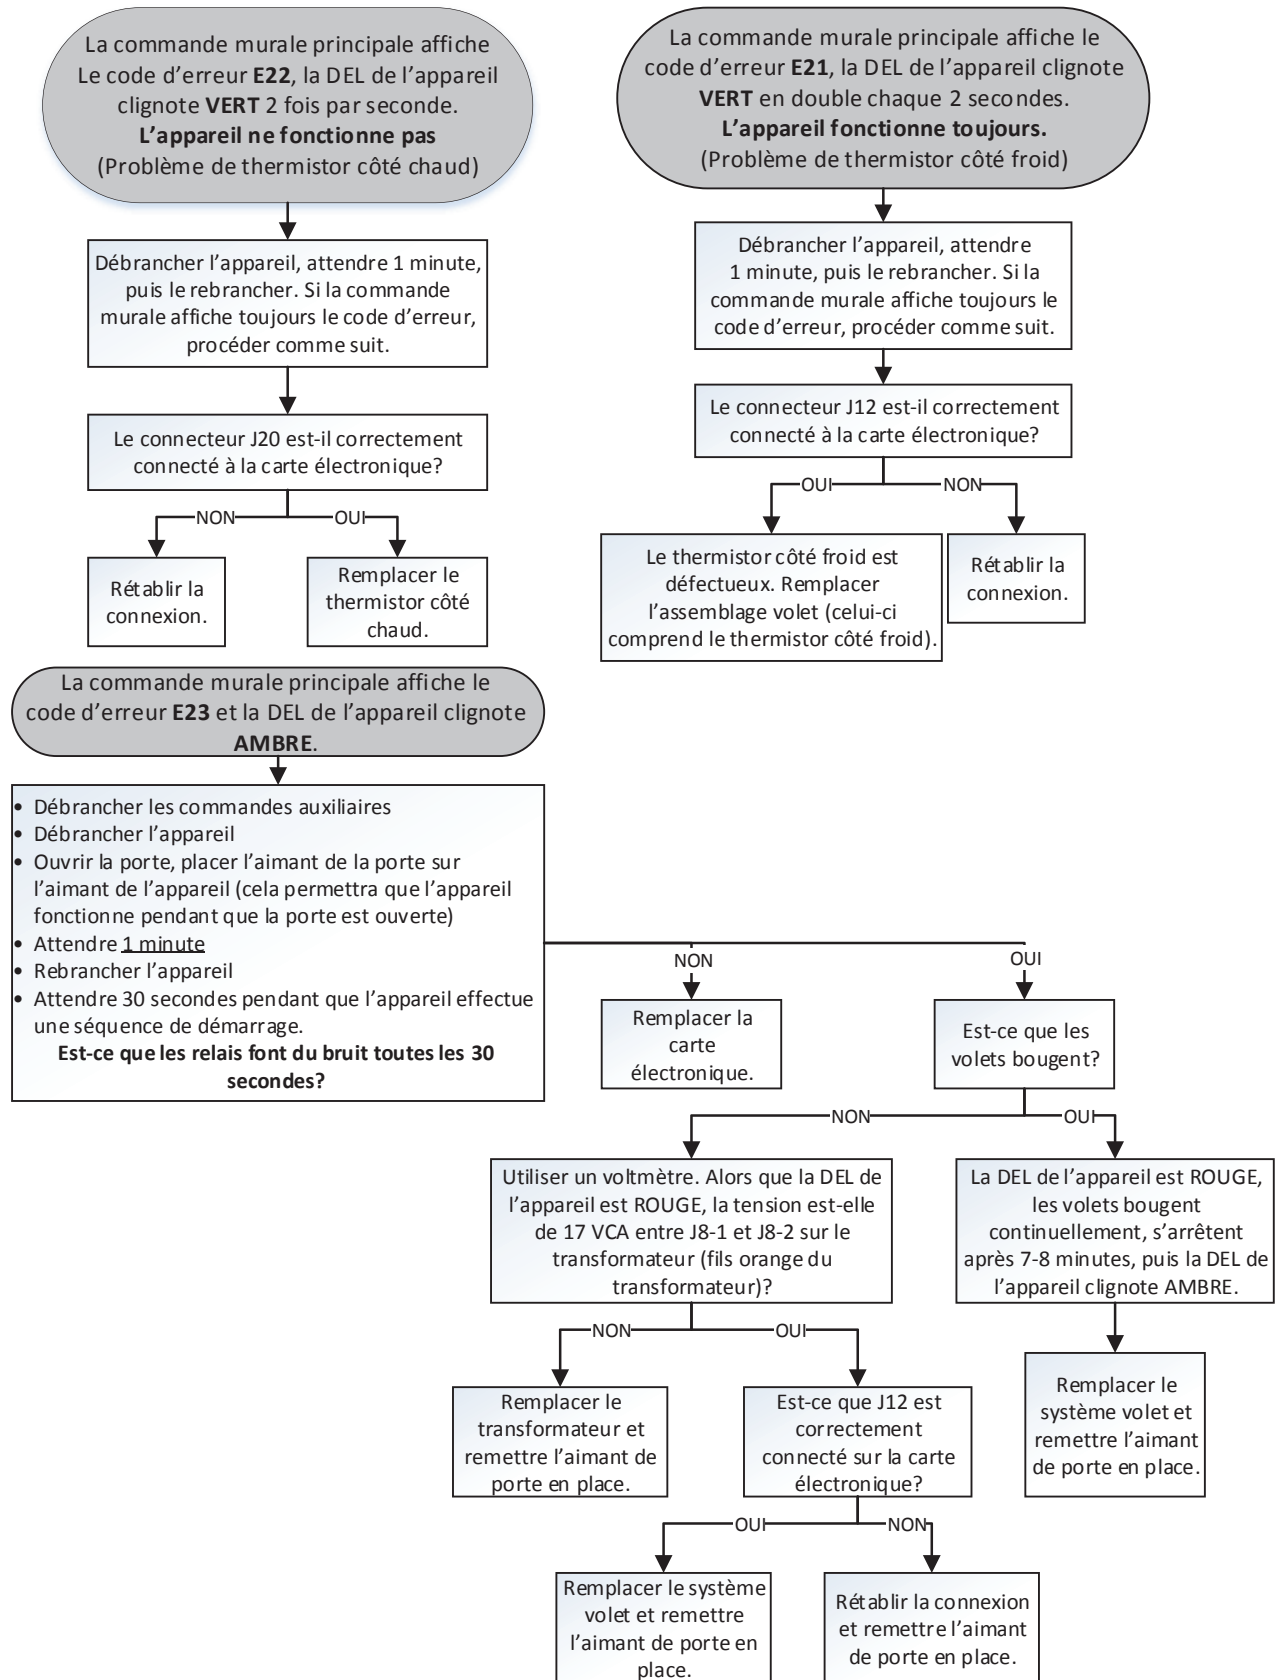 La commande murale principale affiche
Le code d'erreur E22, la DEL de l'appareil
clignote VERT 2 fois par seconde.
L'appareil ne fonctionne pas
(Problème de thermistor côté chaud)
Débrancher l'appareil, attendre 1 minute,
puis le rebrancher. Si la commande
murale affiche toujours le code d'erreur,
procéder comme suit.
Le connecteur J20 est-il correctement
connecté à la carte électronique?
NON
OUI
Rétablir la
connexion.
Remplacer le
thermistor côté
chaud.
La commande murale principale affiche le
code d'erreur E21, la DEL de l'appareil clignote
VERT en double chaque 2 secondes.
L'appareil fonctionne toujours.
(Problème de thermistor côté froid)
Débrancher l'appareil, attendre
1 minute, puis le rebrancher. Si la
commande murale affiche toujours le
code d'erreur, procéder comme suit.
Le connecteur J12 est-il correctement
connecté à la carte électronique?
OUI
NON
Le thermistor côté froid est
défectueux. Remplacer
l'assemblage volet (celui-ci
comprend le thermistor côté froid).
Rétablir la
connexion.
La commande murale principale affiche le
code d'erreur E23 et la DEL de l'appareil clignote
AMBRE.
• Débrancher les commandes auxiliaires
• Débrancher l'appareil
• Ouvrir la porte, placer l'aimant de la porte sur
l'aimant de l'appareil (cela permettra que l'appareil
fonctionne pendant que la porte est ouverte)
• Attendre 1 minute
• Rebrancher l'appareil
• Attendre 30 secondes pendant que l'appareil effectue
une séquence de démarrage.
Est-ce que les relais font du bruit toutes les 30
secondes?
NON
OUI
Remplacer la
carte
électronique.
Est-ce que les
volets bougent?
NON
OUI
Utiliser un voltmètre. Alors que la DEL de
l'appareil est ROUGE, la tension est-elle
de 17 VCA entre J8-1 et J8-2 sur le
transformateur (fils orange du
transformateur)?
La DEL de l'appareil est ROUGE,
les volets bougent
continuellement, s'arrêtent
après 7-8 minutes, puis la DEL de
l'appareil clignote AMBRE.
NON
OUI
Remplacer le
transformateur et
remettre l'aimant de
porte en place.
Est-ce que J12 est
correctement
connecté sur la carte
électronique?
Remplacer le
système volet et
remettre l'aimant
de porte en place.
OUI
NON
Remplacer le système
volet et remettre
l'aimant de porte en
place.
Rétablir la connexion
et remettre l'aimant
de porte en place.